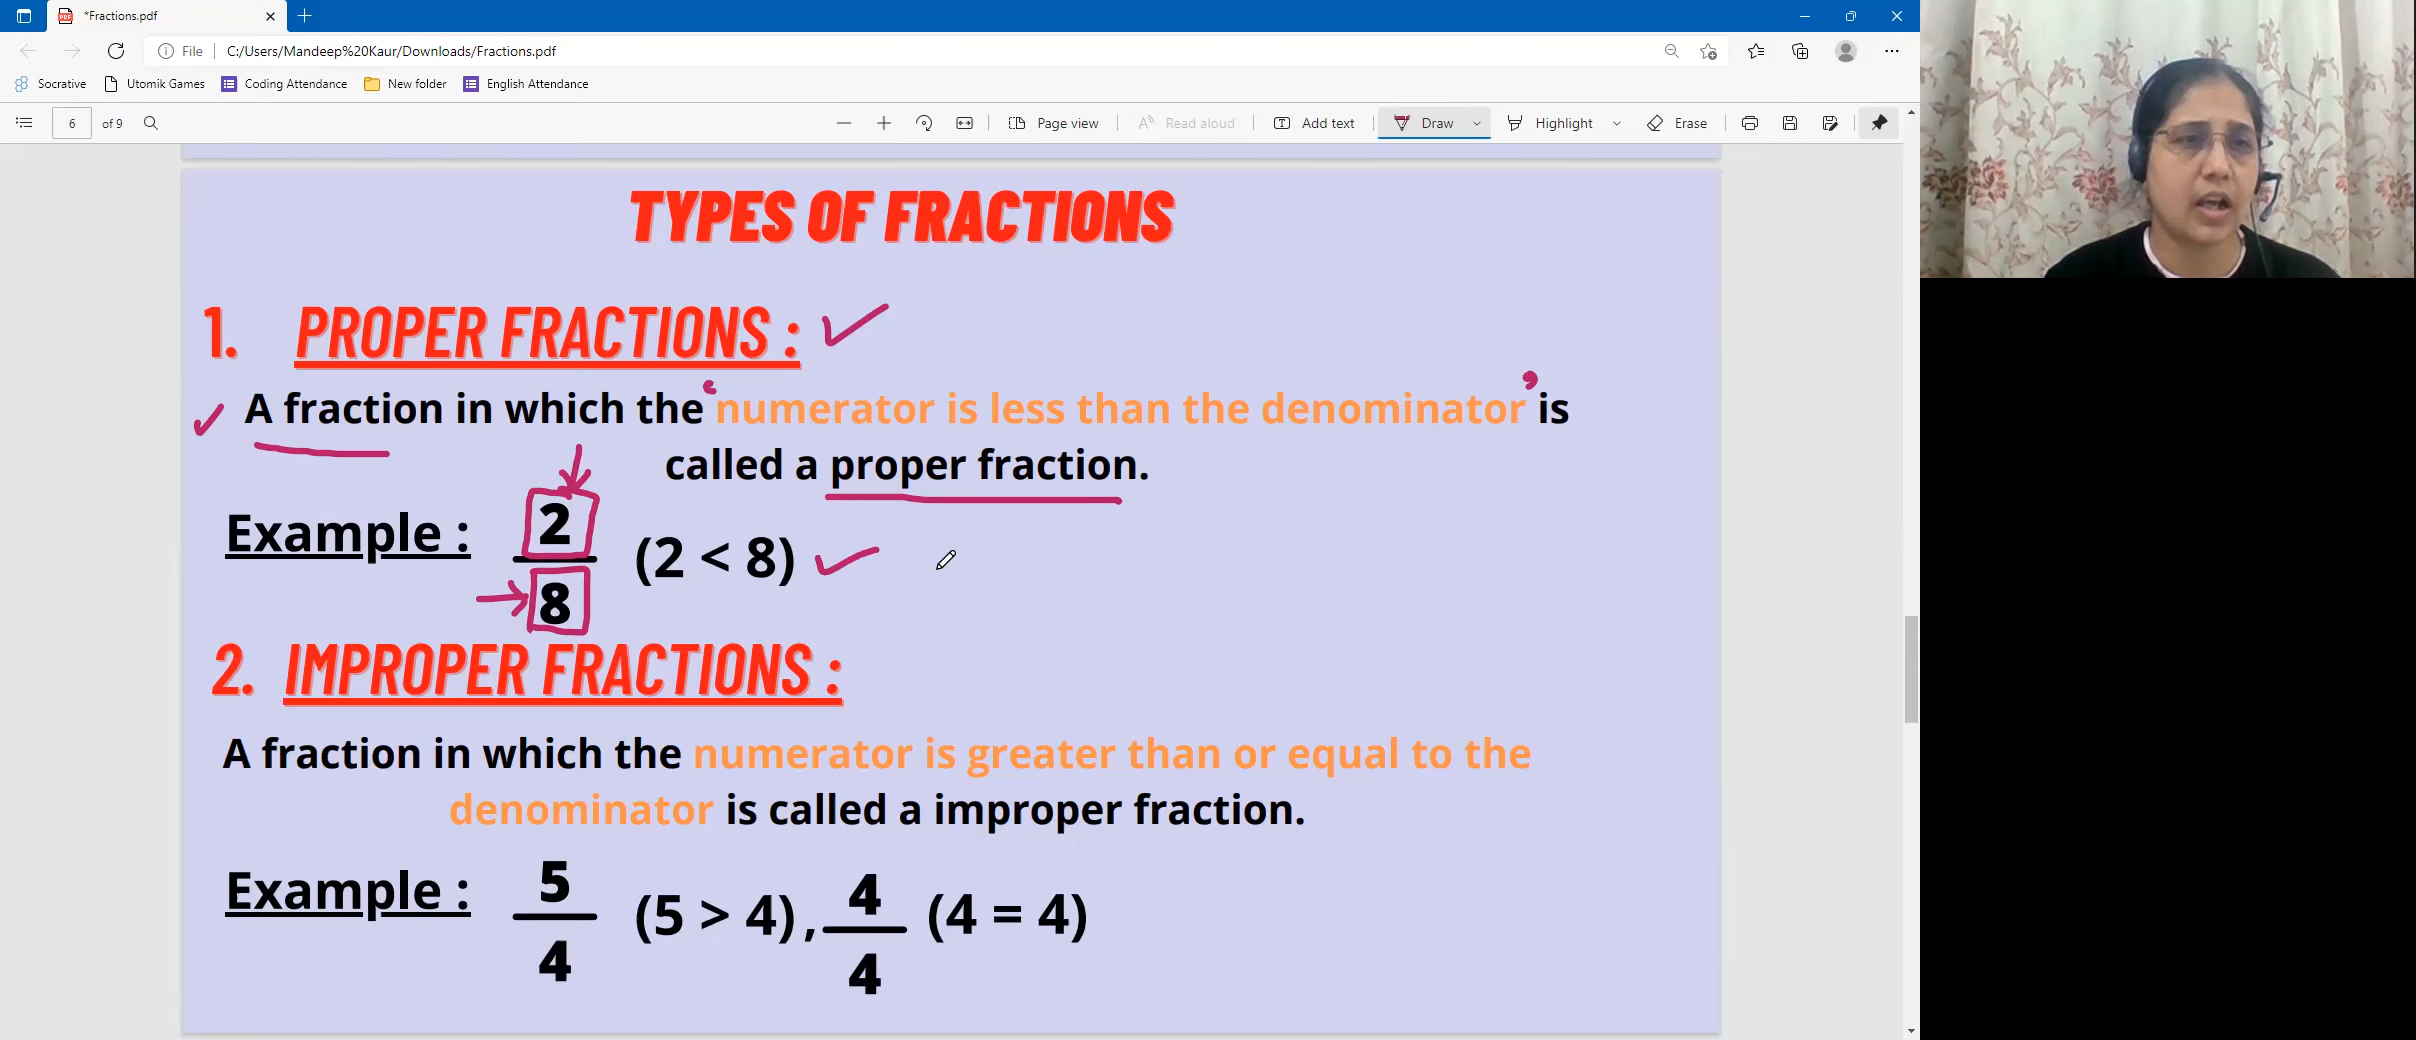 *Fractions.pdf
File C:/Users/Mandeep%20Kaur/Downloads/Fractions.pdf
Socrative Utomik Games Coding Attendance New folder English Attendance
6 of 9 Page view Read aloud Add text Draw Highlight Erase
TYPES OF FRACTIONS
1. PROPER FRACTIONS :
A fraction in which the ‘numerator is less than the denominator’ is
called a proper fraction.
Example : 2/8 (2 < 8)
2. IMPROPER FRACTIONS :
A fraction in which the numerator is greater than or equal to the
denominator is called a improper fraction.
Example : 5/4 (5 > 4) , 4/4 (4 = 4)